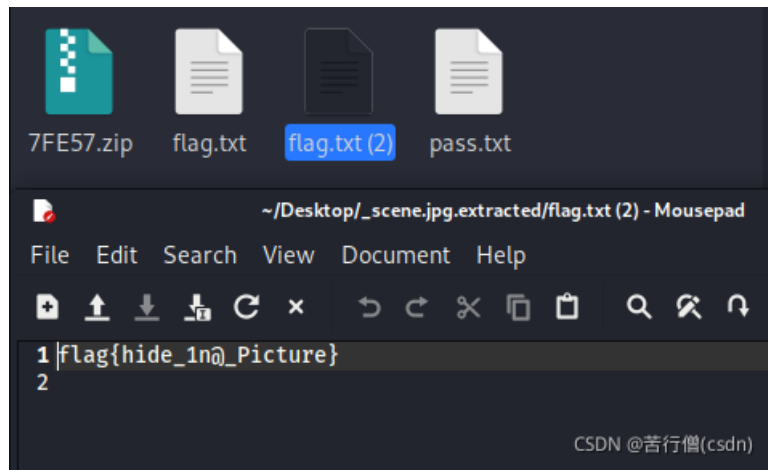 7FE57.zip flag.txt flag.txt (2) pass.txt
~/Desktop/_scene.jpg.extracted/flag.txt (2) - Mousepad
File Edit Search View Document Help
1 flag{hide_1n@_Picture}
2
CSDN @苦行僧(csdn)